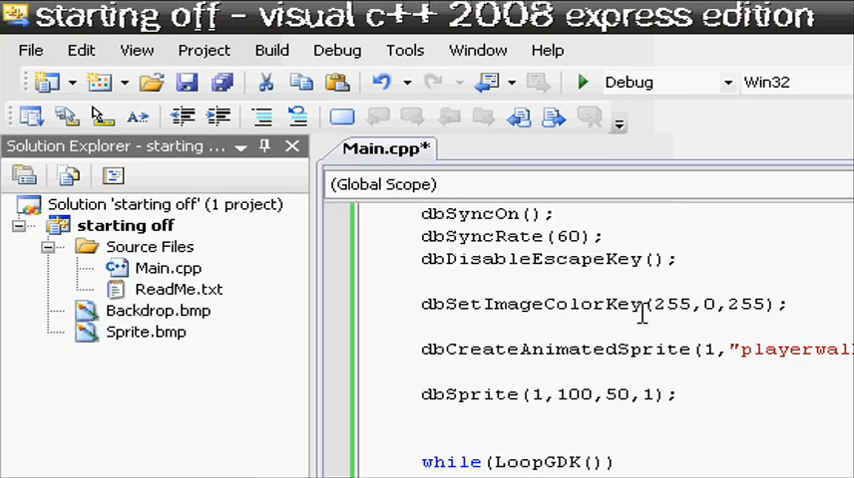 starting off - visual c++ 2008 express edition
File Edit View Project Build Debug Tools Window Help
Debug Win32
Solution Explorer - starting ...
Main.cpp*
(Global Scope)
Solution 'starting off' (1 project)
starting off
Source Files
Main.cpp
ReadMe.txt
Backdrop.bmp
Sprite.bmp
dbSyncOn();
dbSyncRate(60);
dbDisableEscapeKey();
dbSetImageColorKey(255,0,255);
dbCreateAnimatedSprite(1,"playerwal
dbSprite(1,100,50,1);
while(LoopGDK())